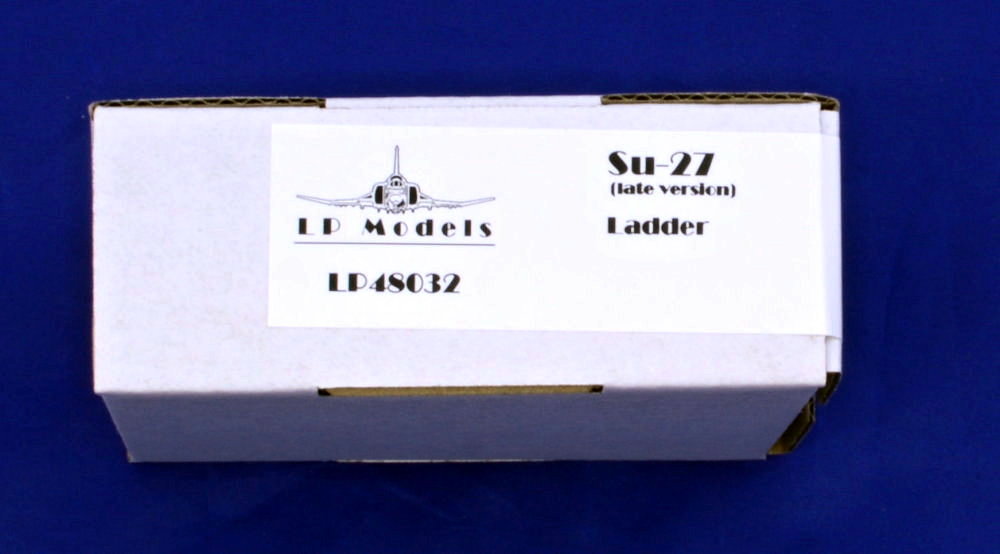 LP Models
LP48032
Su-27
(late version)
Ladder